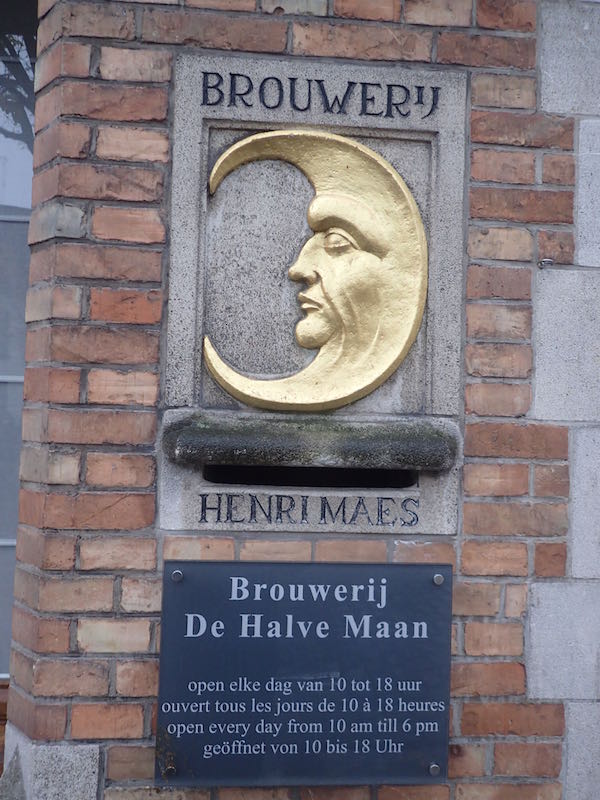 BROUWERIJ
HENRI MAES
Brouwerij
De Halve Maan
open elke dag van 10 tot 18 uur
ouvert tous les jours de 10 à 18 heures
open every day from 10 am till 6 pm
geöffnet von 10 bis 18 Uhr